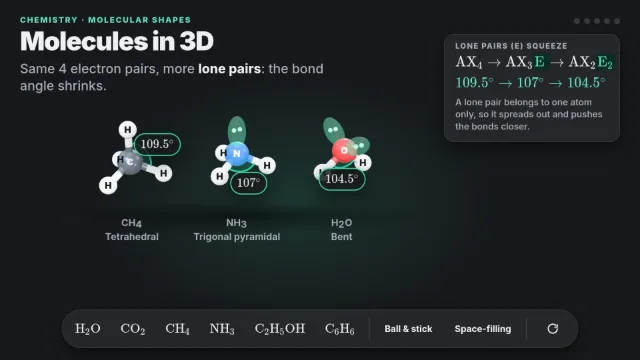 CHEMISTRY · MOLECULAR SHAPES
Molecules in 3D
Same 4 electron pairs, more lone pairs: the bond
angle shrinks.
LONE PAIRS (E) SQUEEZE
AX₄ → AX₃E → AX₂E₂
109.5° → 107° → 104.5°
A lone pair belongs to one atom
only, so it spreads out and pushes
the bonds closer.
H
109.5°
H
C
H
H
H
N
H
H
107°
O
H
104.5°
CH4
Tetrahedral
NH3
Trigonal pyramidal
H2O
Bent
H₂O CO₂ CH₄ NH₃ C₂H₅OH C₆H₆ Ball & stick Space-filling